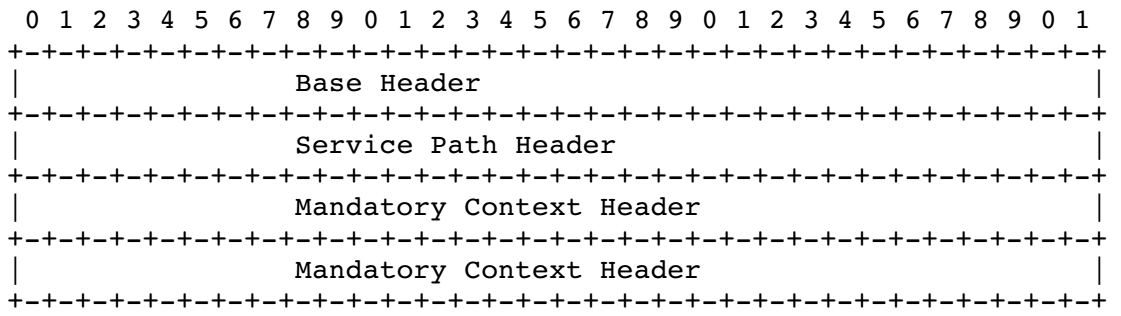 0 1 2 3 4 5 6 7 8 9 0 1 2 3 4 5 6 7 8 9 0 1 2 3 4 5 6 7 8 9 0 1
+-+-+-+-+-+-+-+-+-+-+-+-+-+-+-+-+-+-+-+-+-+-+-+-+-+-+-+-+-+-+-+-+
|                Base Header                                    |
+-+-+-+-+-+-+-+-+-+-+-+-+-+-+-+-+-+-+-+-+-+-+-+-+-+-+-+-+-+-+-+-+
|                Service Path Header                            |
+-+-+-+-+-+-+-+-+-+-+-+-+-+-+-+-+-+-+-+-+-+-+-+-+-+-+-+-+-+-+-+-+
|                Mandatory Context Header                       |
+-+-+-+-+-+-+-+-+-+-+-+-+-+-+-+-+-+-+-+-+-+-+-+-+-+-+-+-+-+-+-+-+
|                Mandatory Context Header                       |
+-+-+-+-+-+-+-+-+-+-+-+-+-+-+-+-+-+-+-+-+-+-+-+-+-+-+-+-+-+-+-+-+